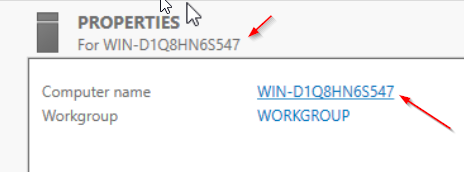 PROPERTIES
For WIN-D1Q8HN6S547
Computer name WIN-D1Q8HN6S547
Workgroup WORKGROUP